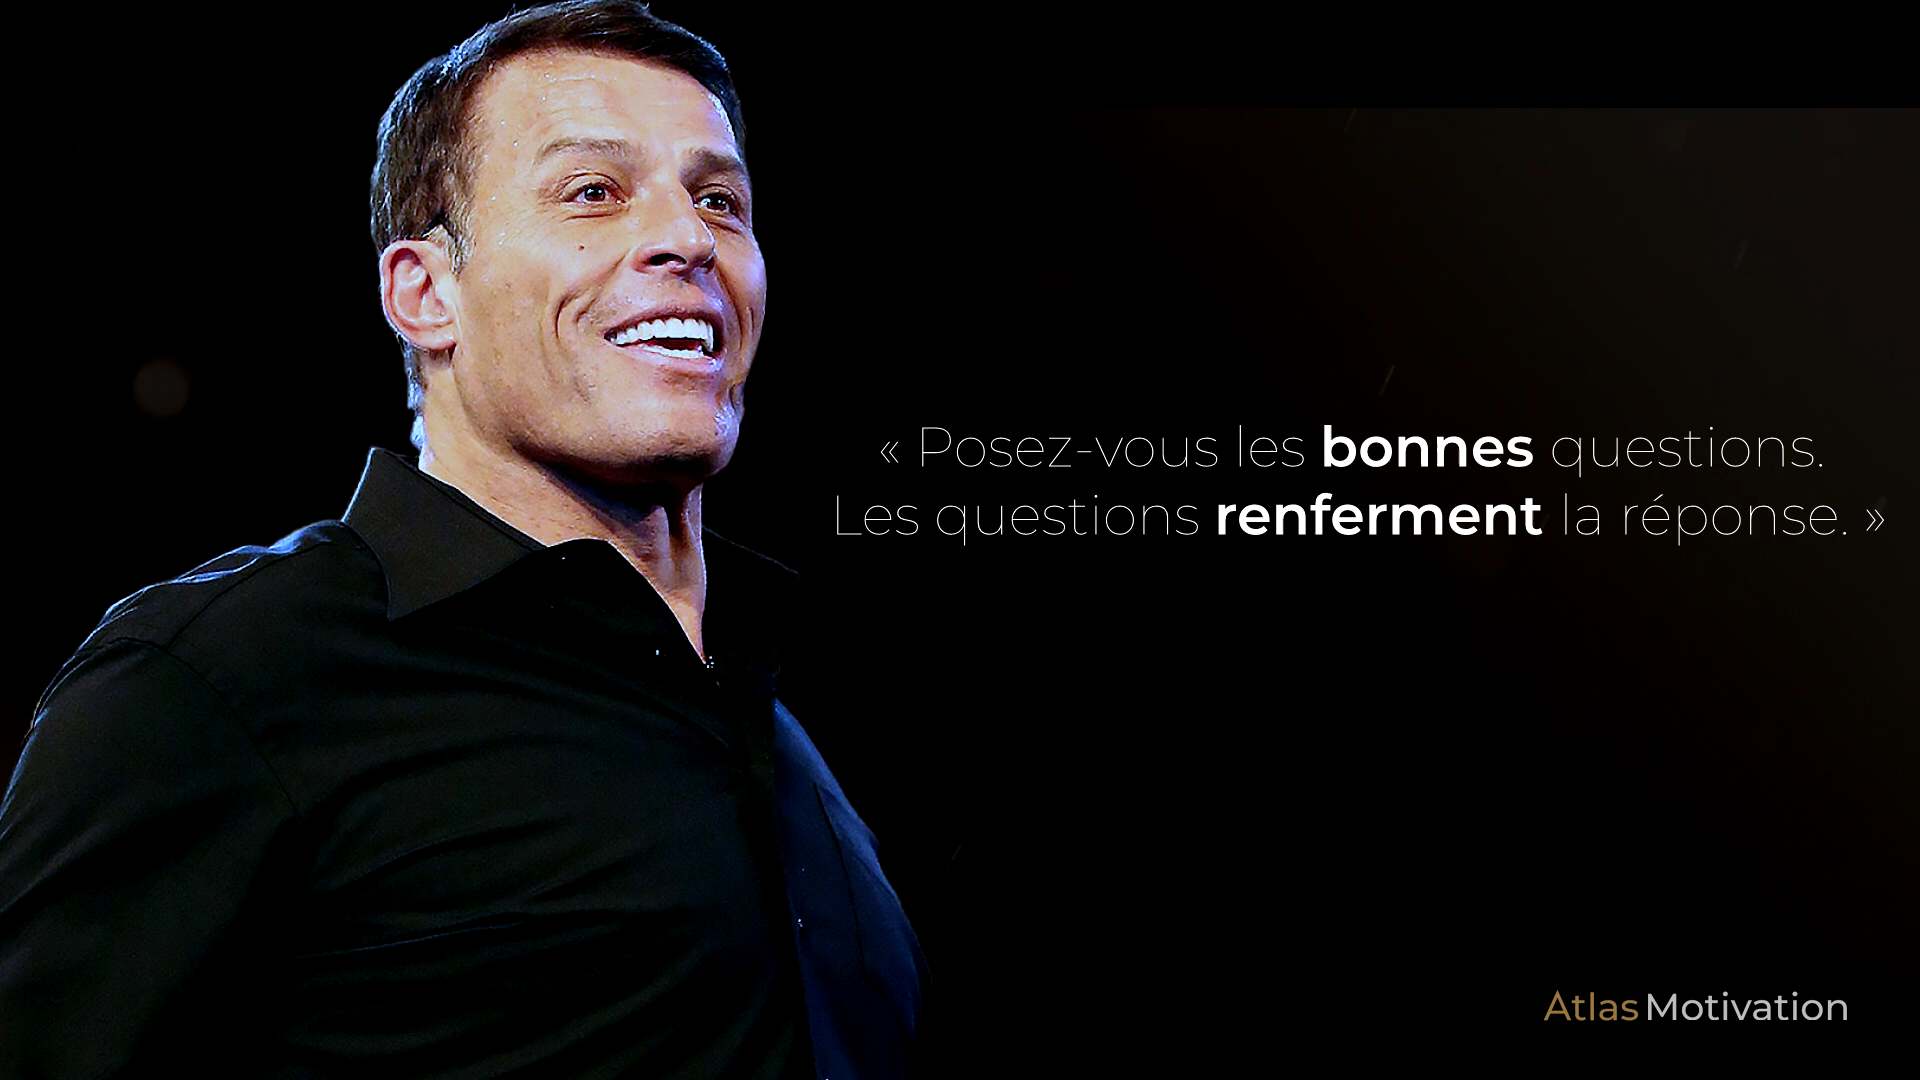 « Posez-vous les bonnes questions.
Les questions renferment la réponse. »
Atlas Motivation